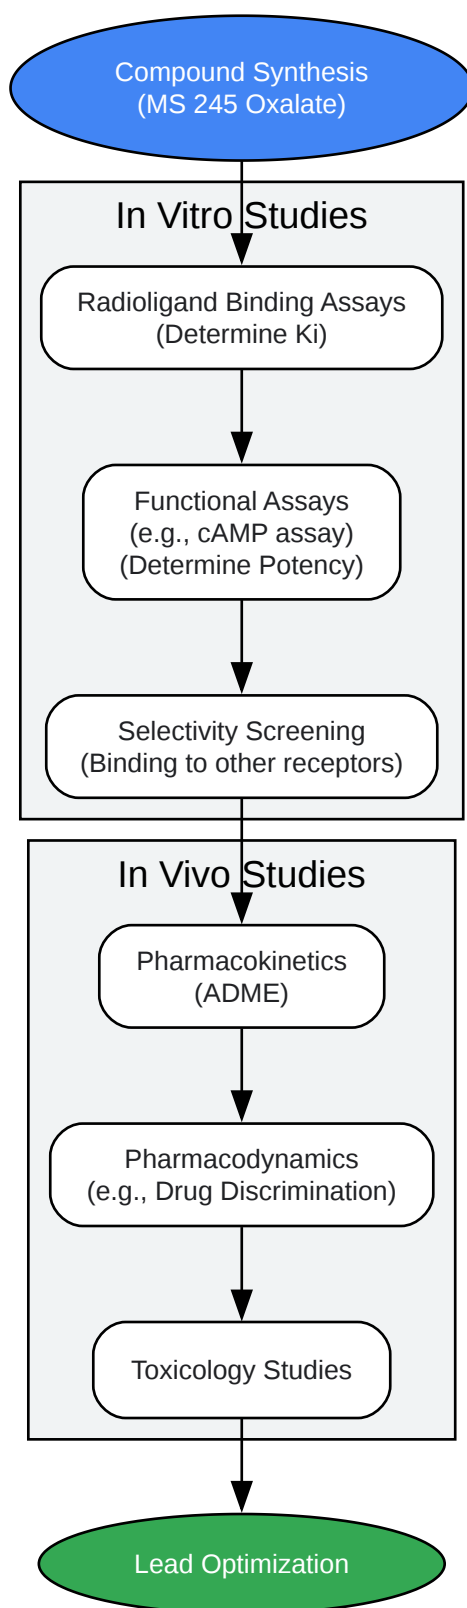 Compound Synthesis
(MS 245 Oxalate)
In Vitro Studies
Radioligand Binding Assays
(Determine Ki)
Functional Assays
(e.g., cAMP assay)
(Determine Potency)
Selectivity Screening
(Binding to other receptors)
In Vivo Studies
Pharmacokinetics
(ADME)
Pharmacodynamics
(e.g., Drug Discrimination)
Toxicology Studies
Lead Optimization